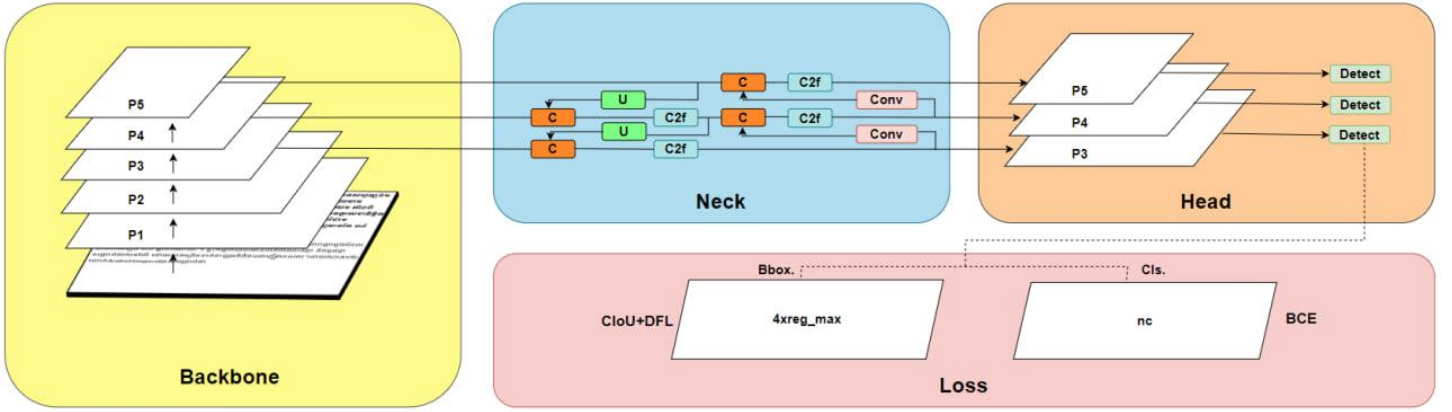 P5
P4
P3
P2
P1
Backbone
C
C2f
U
Conv
C
C2f
C
C2f
U
Conv
C
C2f
Neck
P5
P4
P3
Detect
Detect
Detect
Head
Bbox.
Cls.
CIoU+DFL
4xreg_max
nc
BCE
Loss